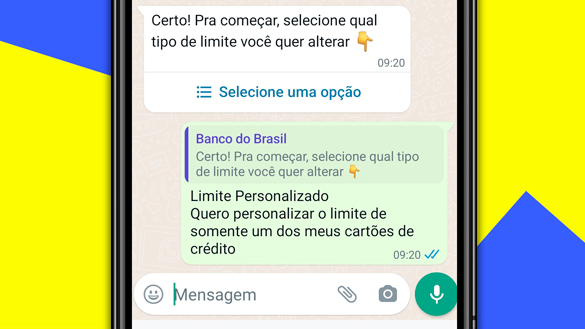 Certo! Pra começar, selecione qual
tipo de limite você quer alterar 👇
09:20
Selecione uma opção
Banco do Brasil
Certo! Pra começar, selecione qual tipo
de limite você quer alterar 👇
Limite Personalizado
Quero personalizar o limite de
somente um dos meus cartões de
crédito
09:20
Mensagem